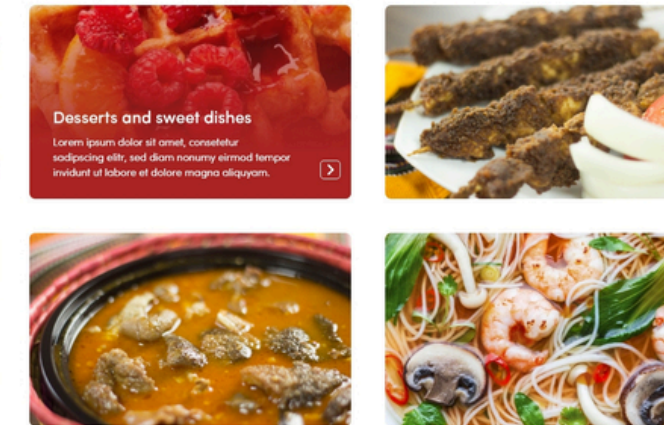 Desserts and sweet dishes
Lorem ipsum dolor sit amet, consetetur
sadipscing elitr, sed diam nonumy eirmod tempor
invidunt ut labore et dolore magna aliquyam.